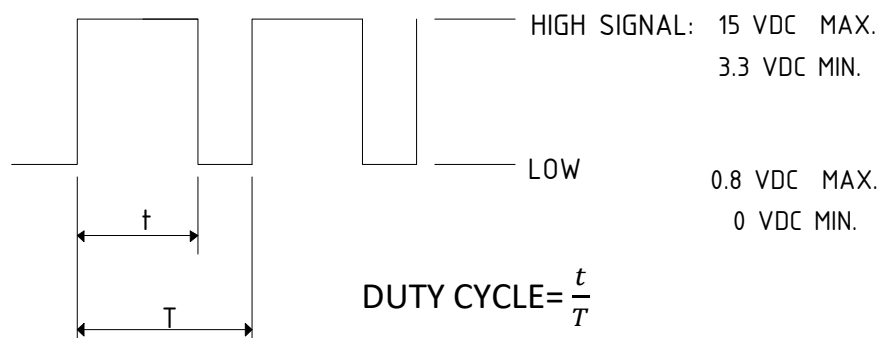 HIGH SIGNAL: 15 VDC MAX.
3.3 VDC MIN.
LOW
0.8 VDC MAX.
0 VDC MIN.
t
T
DUTY CYCLE= t/T